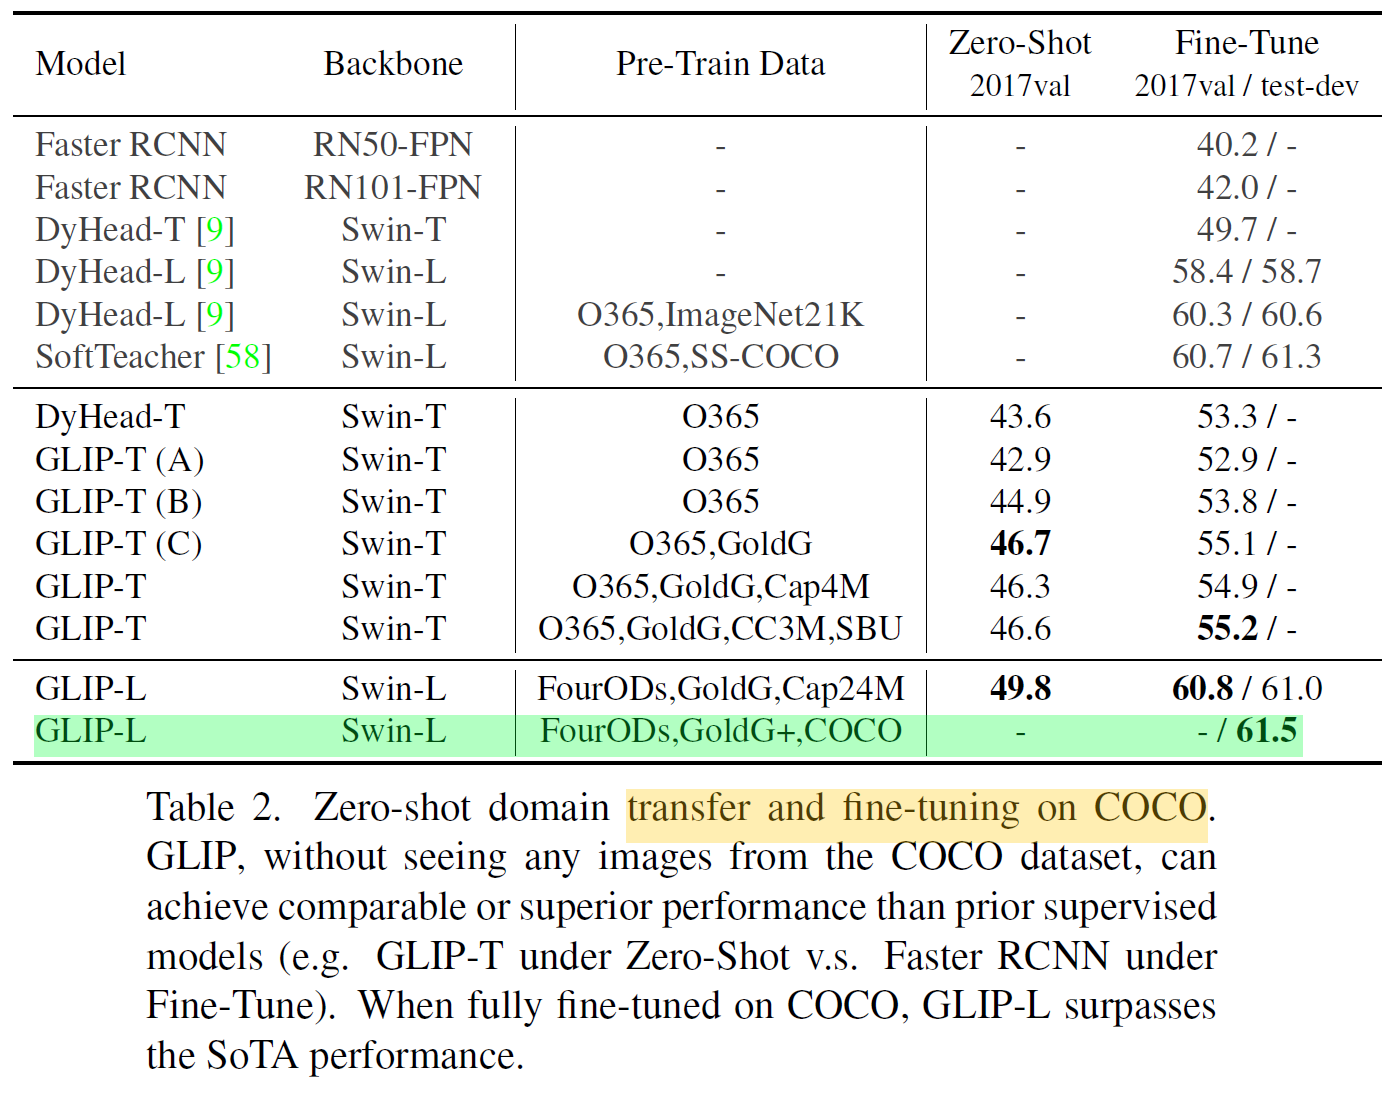 Model Backbone Pre-Train Data Zero-Shot Fine-Tune
2017val 2017val / test-dev
Faster RCNN RN50-FPN - - 40.2 / -
Faster RCNN RN101-FPN - - 42.0 / -
DyHead-T [9] Swin-T - - 49.7 / -
DyHead-L [9] Swin-L - - 58.4 / 58.7
DyHead-L [9] Swin-L O365,ImageNet21K - 60.3 / 60.6
SoftTeacher [58] Swin-L O365,SS-COCO - 60.7 / 61.3
DyHead-T Swin-T O365 43.6 53.3 / -
GLIP-T (A) Swin-T O365 42.9 52.9 / -
GLIP-T (B) Swin-T O365 44.9 53.8 / -
GLIP-T (C) Swin-T O365,GoldG 46.7 55.1 / -
GLIP-T Swin-T O365,GoldG,Cap4M 46.3 54.9 / -
GLIP-T Swin-T O365,GoldG,CC3M,SBU 46.6 55.2 / -
GLIP-L Swin-L FourODs,GoldG,Cap24M 49.8 60.8 / 61.0
GLIP-L Swin-L FourODs,GoldG+,COCO - - / 61.5
Table 2. Zero-shot domain transfer and fine-tuning on COCO.
GLIP, without seeing any images from the COCO dataset, can
achieve comparable or superior performance than prior supervised
models (e.g. GLIP-T under Zero-Shot v.s. Faster RCNN under
Fine-Tune). When fully fine-tuned on COCO, GLIP-L surpasses
the SoTA performance.